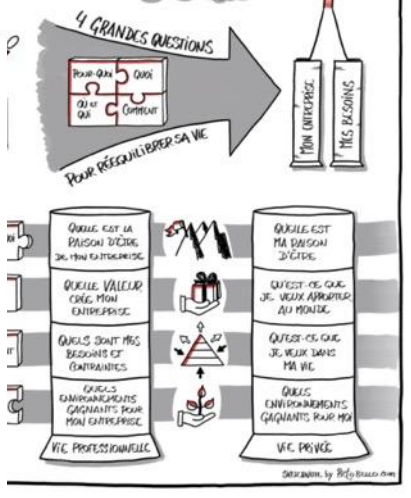 4 GRANDES QUESTIONS
POUR-QUOI
QUOI
OÙ ET
QUI
COMMENT
POUR RÉÉQUILIBRER SA VIE
MON ENTREPRISE
MES BESOINS
QUELLE EST LA
RAISON D'ÊTRE
DE MON ENTREPRISE
QUELLE VALEUR
CRÉE MON
ENTREPRISE
QUELS SONT MES
BESOINS ET
CONTRAINTES
QUELS
ENVIRONNEMENTS
GAGNANTS POUR
MON ENTREPRISE
VIE PROFESSIONNELLE
QUELLE EST
MA RAISON
D'ÊTRE
QU'EST-CE QUE
JE VEUX APPORTER
AU MONDE
QU'EST-CE QUE
JE VEUX DANS
MA VIE
QUELS
ENVIRONNEMENTS
GAGNANTS POUR MOI
VIE PRIVÉE
by
.com